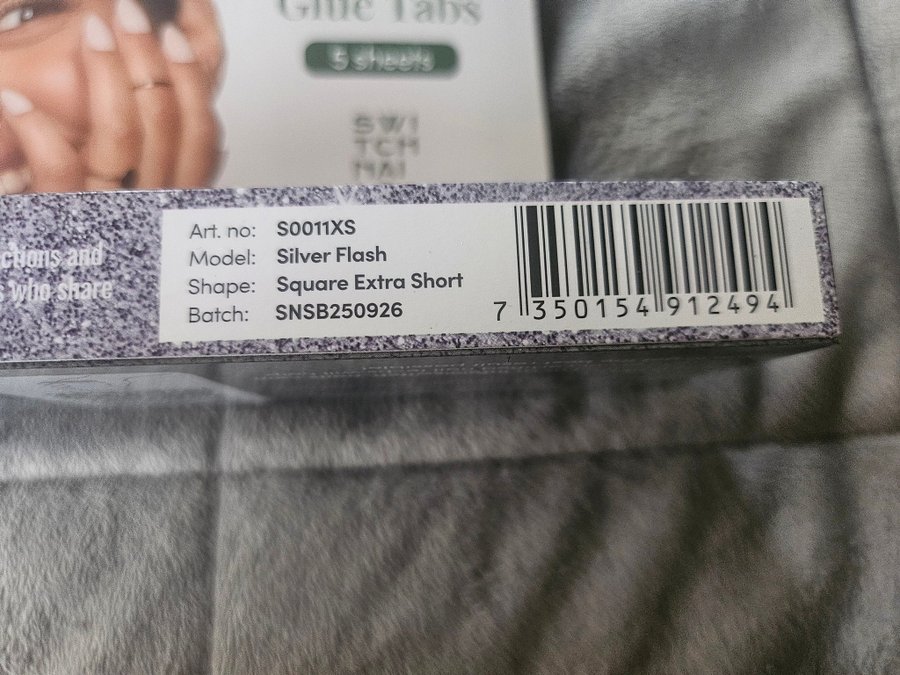 Glue Tabs
5 sheets
SWI
TCH
NAI
ctions and
s who share
Art. no: S0011XS
Model: Silver Flash
Shape: Square Extra Short
Batch: SNSB250926
7 350154 912494